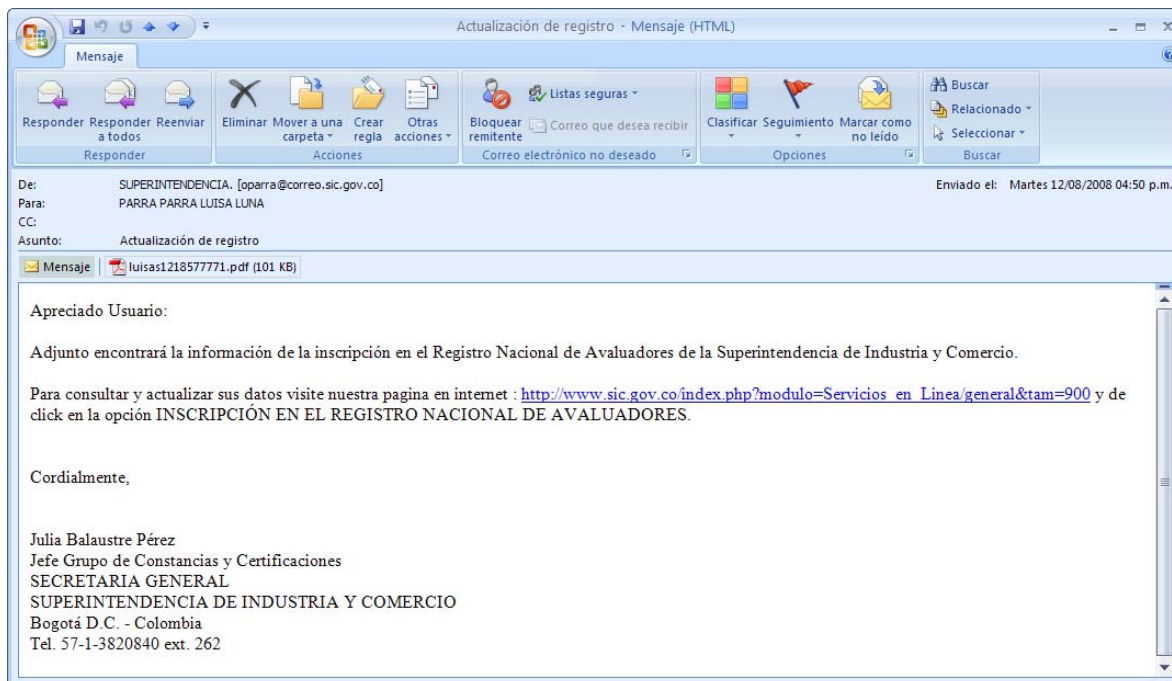 Actualización de registro - Mensaje (HTML)
Mensaje
Responder Responder a todos Reenviar
Eliminar Mover a una carpeta Crear regla Otras acciones
Bloquear remitente Listas seguras Correo que desea recibir
Clasificar Seguimiento Marcar como no leído
Buscar
Relacionado
Seleccionar
Responder Acciones Correo electrónico no deseado Opciones Buscar
De: SUPERINTENDENCIA. [oparra@correo.sic.gov.co] Enviado el: Martes 12/08/2008 04:50 p.m.
Para: PARRA PARRA LUISA LUNA
CC:
Asunto: Actualización de registro
Mensaje luisas1218577771.pdf (101 KB)
Apreciado Usuario:
Adjunto encontrará la información de la inscripción en el Registro Nacional de Avaluadores de la Superintendencia de Industria y Comercio.
Para consultar y actualizar sus datos visite nuestra pagina en internet : http://www.sic.gov.co/index.php?modulo=Servicios_en_Linea/general&tam=900 y de
click en la opción INSCRIPCIÓN EN EL REGISTRO NACIONAL DE AVALUADORES.
Cordialmente,
Julia Balaustre Pérez
Jefe Grupo de Constancias y Certificaciones
SECRETARIA GENERAL
SUPERINTENDENCIA DE INDUSTRIA Y COMERCIO
Bogotá D.C. - Colombia
Tel. 57-1-3820840 ext. 262